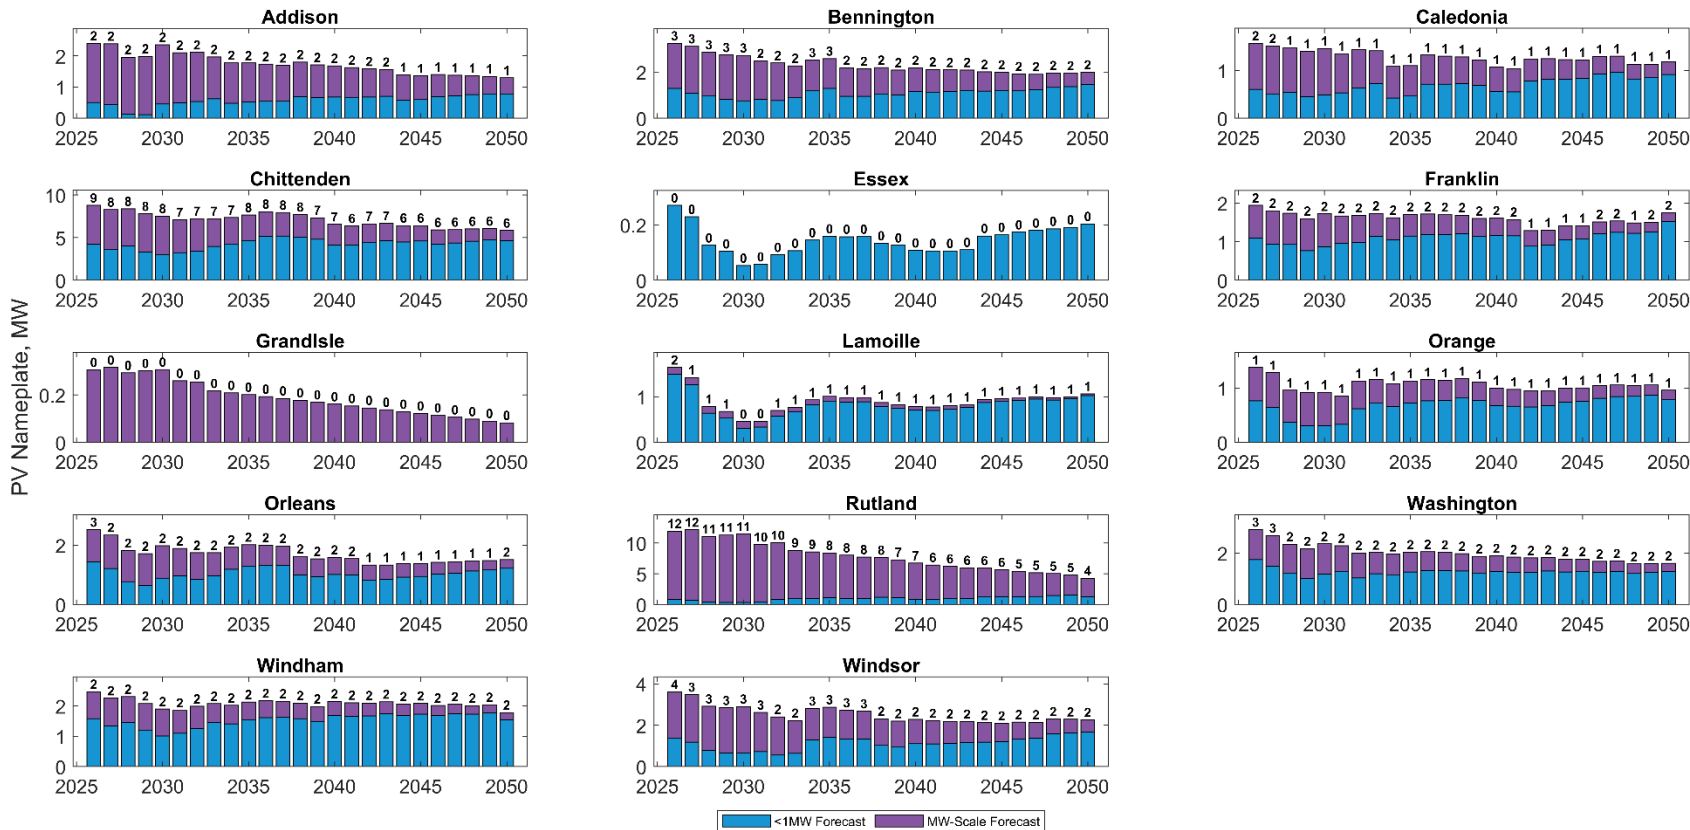 Addison
2 2 2 2 2 2 2 2 2 2 2 2 2 2 2 2 2 2 1 1 1 1 1 1 1
2
1
0
2025 2030 2035 2040 2045 2050
Bennington
3 3 3 3 3 2 2 2 3 3 2 2 2 2 2 2 2 2 2 2 2 2 2 2 2
2
0
2025 2030 2035 2040 2045 2050
Caledonia
2 2 1 1 1 1 1 1 1 1 1 1 1 1 1 1 1 1 1 1 1 1 1 1 1
1
0
2025 2030 2035 2040 2045 2050
Chittenden
9 8 8 8 8 7 7 7 7 8 8 8 8 7 7 6 7 7 6 6 6 6 6 6 6
10
5
0
2025 2030 2035 2040 2045 2050
Essex
0 0 0 0 0 0 0 0 0 0 0 0 0 0 0 0 0 0 0 0 0 0 0 0 0
0.2
0
2025 2030 2035 2040 2045 2050
Franklin
2 2 2 2 2 2 2 2 2 2 2 2 2 2 2 2 1 1 1 1 2 2 1 2 2
2
1
0
2025 2030 2035 2040 2045 2050
PV Nameplate, MW
GrandIsle
0 0 0 0 0 0 0 0 0 0 0 0 0 0 0 0 0 0 0 0 0 0 0 0 0
0.2
0
2025 2030 2035 2040 2045 2050
Lamoille
2 1 1 1 0 0 1 1 1 1 1 1 1 1 1 1 1 1 1 1 1 1 1 1 1
1
0
2025 2030 2035 2040 2045 2050
Orange
1 1 1 1 1 1 1 1 1 1 1 1 1 1 1 1 1 1 1 1 1 1 1 1 1
1
0
2025 2030 2035 2040 2045 2050
Orleans
3 2 2 2 2 2 2 2 2 2 2 2 2 2 2 2 1 1 1 1 1 1 1 1 2
2
0
2025 2030 2035 2040 2045 2050
Rutland
12 12 11 11 11 10 10 9 9 8 8 8 8 7 7 6 6 6 6 6 5 5 5 5 4
10
5
0
2025 2030 2035 2040 2045 2050
Washington
3 3 2 2 2 2 2 2 2 2 2 2 2 2 2 2 2 2 2 2 2 2 2 2 2
2
0
2025 2030 2035 2040 2045 2050
Windham
2 2 2 2 2 2 2 2 2 2 2 2 2 2 2 2 2 2 2 2 2 2 2 2 2
2
1
0
2025 2030 2035 2040 2045 2050
Windsor
4 3 3 3 3 3 2 2 3 3 3 3 2 2 2 2 2 2 2 2 2 2 2 2 2
4
2
0
2025 2030 2035 2040 2045 2050
<1MW Forecast MW-Scale Forecast